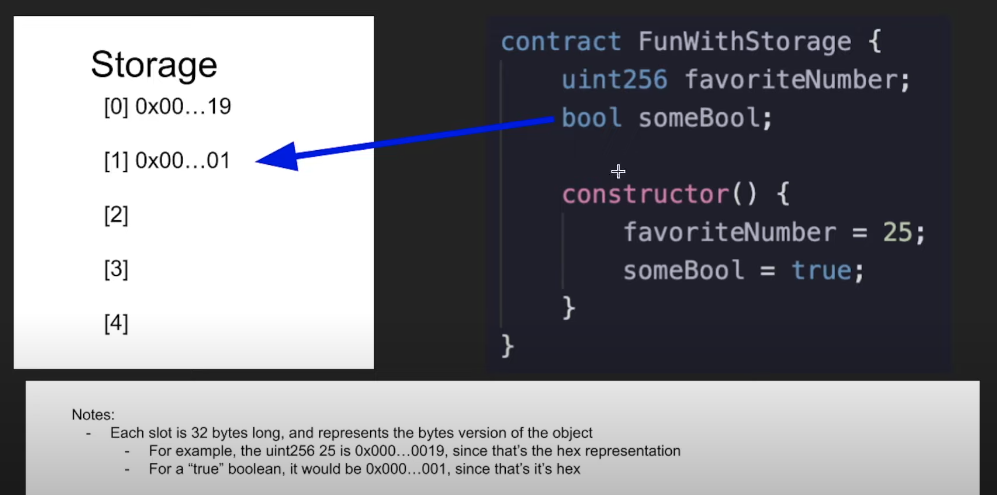 Storage
[0] 0x00...19
[1] 0x00...01
[2]
[3]
[4]
contract FunWithStorage {
uint256 favoriteNumber;
bool someBool;
constructor() {
favoriteNumber = 25;
someBool = true;
}
}
Notes:
- Each slot is 32 bytes long, and represents the bytes version of the object
- For example, the uint256 25 is 0x000...0019, since that's the hex representation
- For a “true” boolean, it would be 0x000...001, since that's it's hex